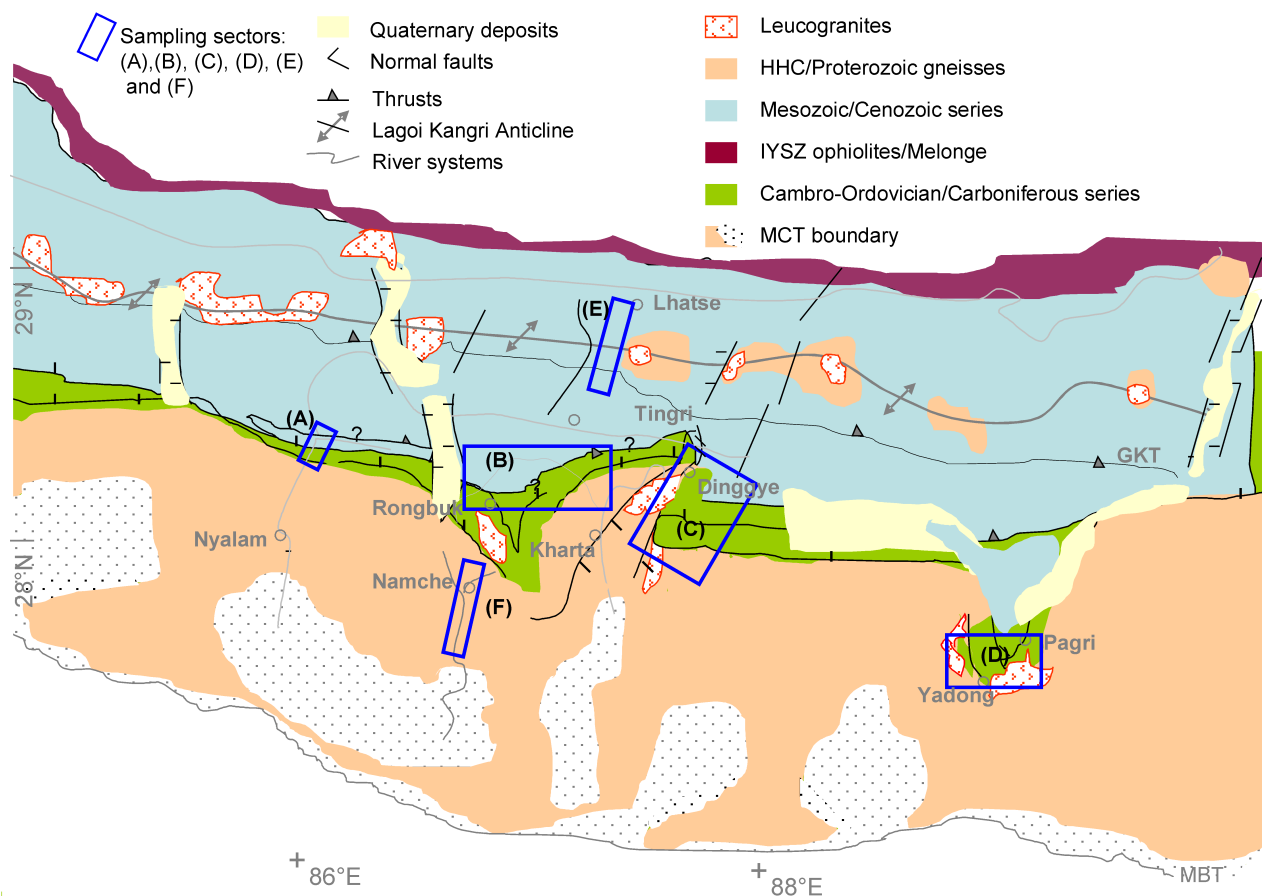 Sampling sectors:
(A),(B), (C), (D), (E)
and (F)
Quaternary deposits
Normal faults
Thrusts
Lagoi Kangri Anticline
River systems
Leucogranites
HHC/Proterozoic gneisses
Mesozoic/Cenozoic series
IYSZ ophiolites/Melonge
Cambro-Ordovician/Carboniferous series
MCT boundary
29°N
(E)
Lhatse
Tingri
(A)
?
?
(B)
GKT
?
Dinggye
Rongbuk
(C)
Nyalam
Kharta
28°N
Namche
(F)
(D)
Pagri
Yadong
86°E
88°E
MBT